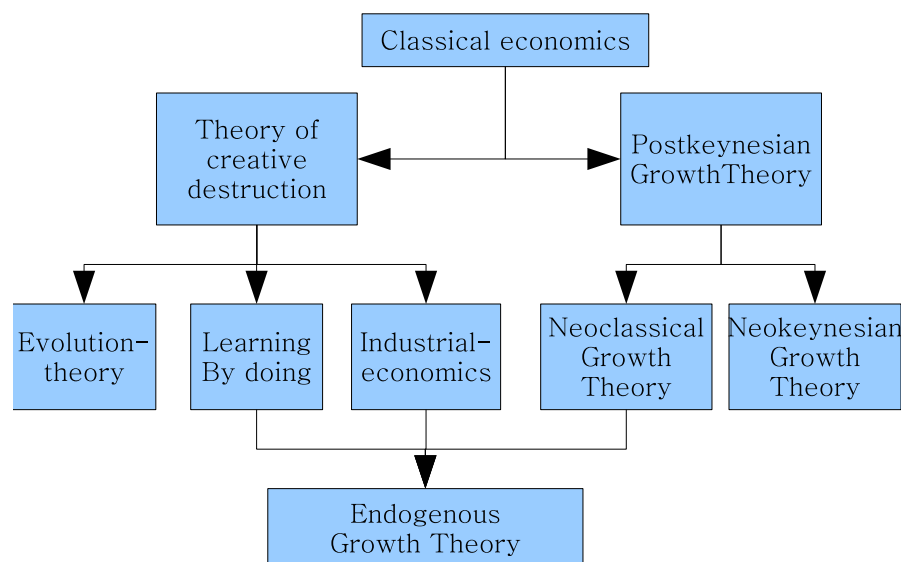 Classical economics
Theory of
creative
destruction
Postkeynesian
GrowthTheory
Evolution-
theory
Learning
By doing
Industrial-
economics
Neoclassical
Growth
Theory
Neokeynesian
Growth
Theory
Endogenous
Growth Theory